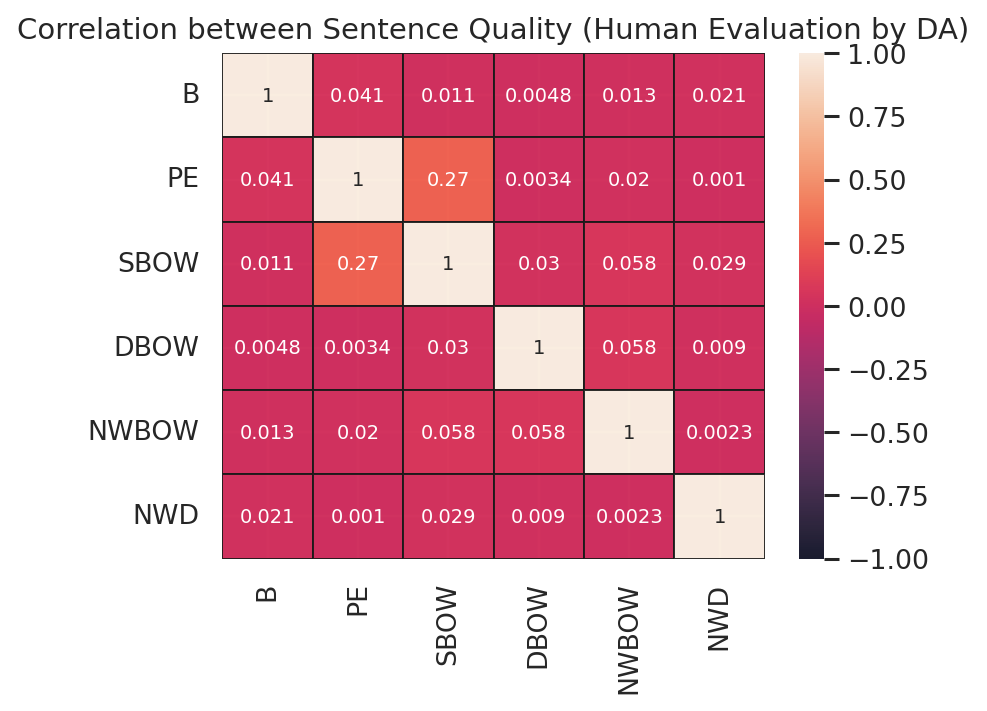 Correlation between Sentence Quality (Human Evaluation by DA)
B 1 0.041 0.011 0.0048 0.013 0.021
PE 0.041 1 0.27 0.0034 0.02 0.001
SBOW 0.011 0.27 1 0.03 0.058 0.029
DBOW 0.0048 0.0034 0.03 1 0.058 0.009
NWBOW 0.013 0.02 0.058 0.058 1 0.0023
NWD 0.021 0.001 0.029 0.009 0.0023 1
B PE SBOW DBOW NWBOW NWD
1.00
0.75
0.50
0.25
0.00
−0.25
−0.50
−0.75
−1.00